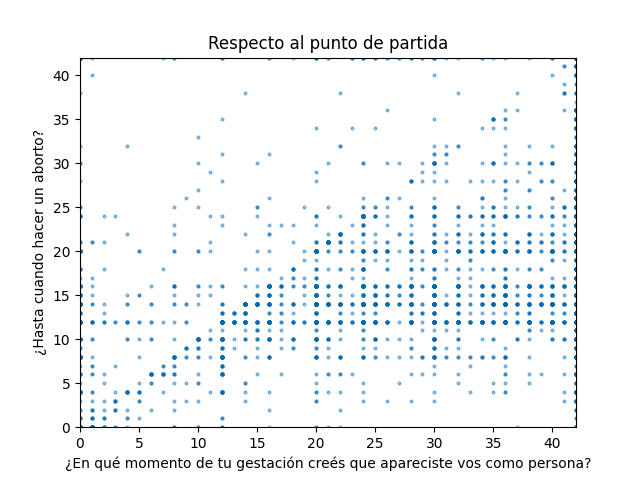 Respecto al punto de partida
¿Hasta cuando hacer un aborto?
40
35
30
25
20
15
10
5
0
0 5 10 15 20 25 30 35 40
¿En qué momento de tu gestación creés que apareciste vos como persona?